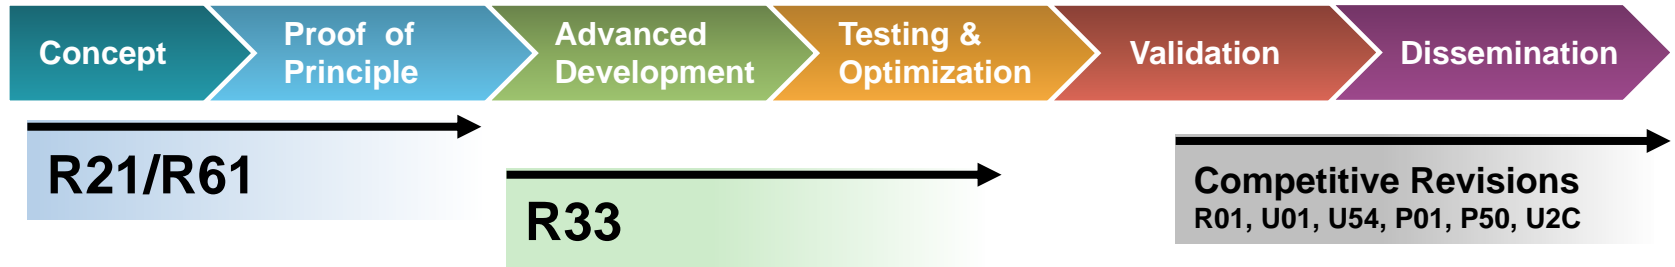 Concept
Proof of
Principle
Advanced
Development
Testing &
Optimization
Validation
Dissemination
R21/R61
R33
Competitive Revisions
R01, U01, U54, P01, P50, U2C